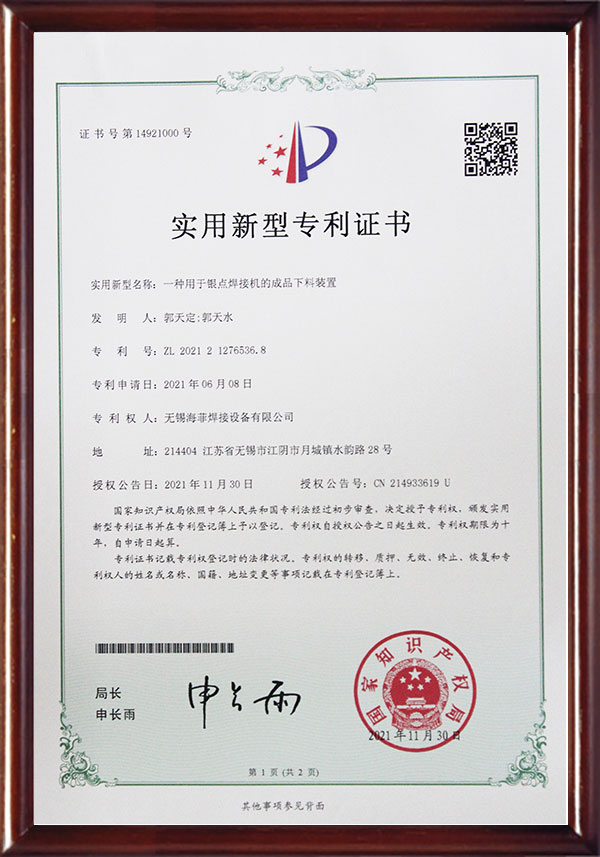 证书号第14921000号
实用新型专利证书
实用新型名称：一种用于银点焊接机的成品下料装置
发明人：郭天定;郭天水
专利号：ZL 2021 2 1276536.8
专利申请日：2021年06月08日
专利权人：无锡海菲焊接设备有限公司
地址：214404 江苏省无锡市江阴市月城镇水韵路28号
授权公告日：2021年11月30日 授权公告号：CN 214933619 U
国家知识产权局依照中华人民共和国专利法经过初步审查，决定授予专利权，颁发实用
新型专利证书并在专利登记簿上予以登记。专利权自授权公告之日起生效。专利权期限为十
年，自申请日起算。
专利证书记载专利权登记时的法律状况。专利权的转移、质押、无效、终止、恢复和专
利权人的姓名或名称、国籍、地址变更等事项记载在专利登记簿上。
局长
申长雨
申长雨
国家知识产权局
2021年11月30日
第 1 页 (共 2 页)
其他事项参见背面